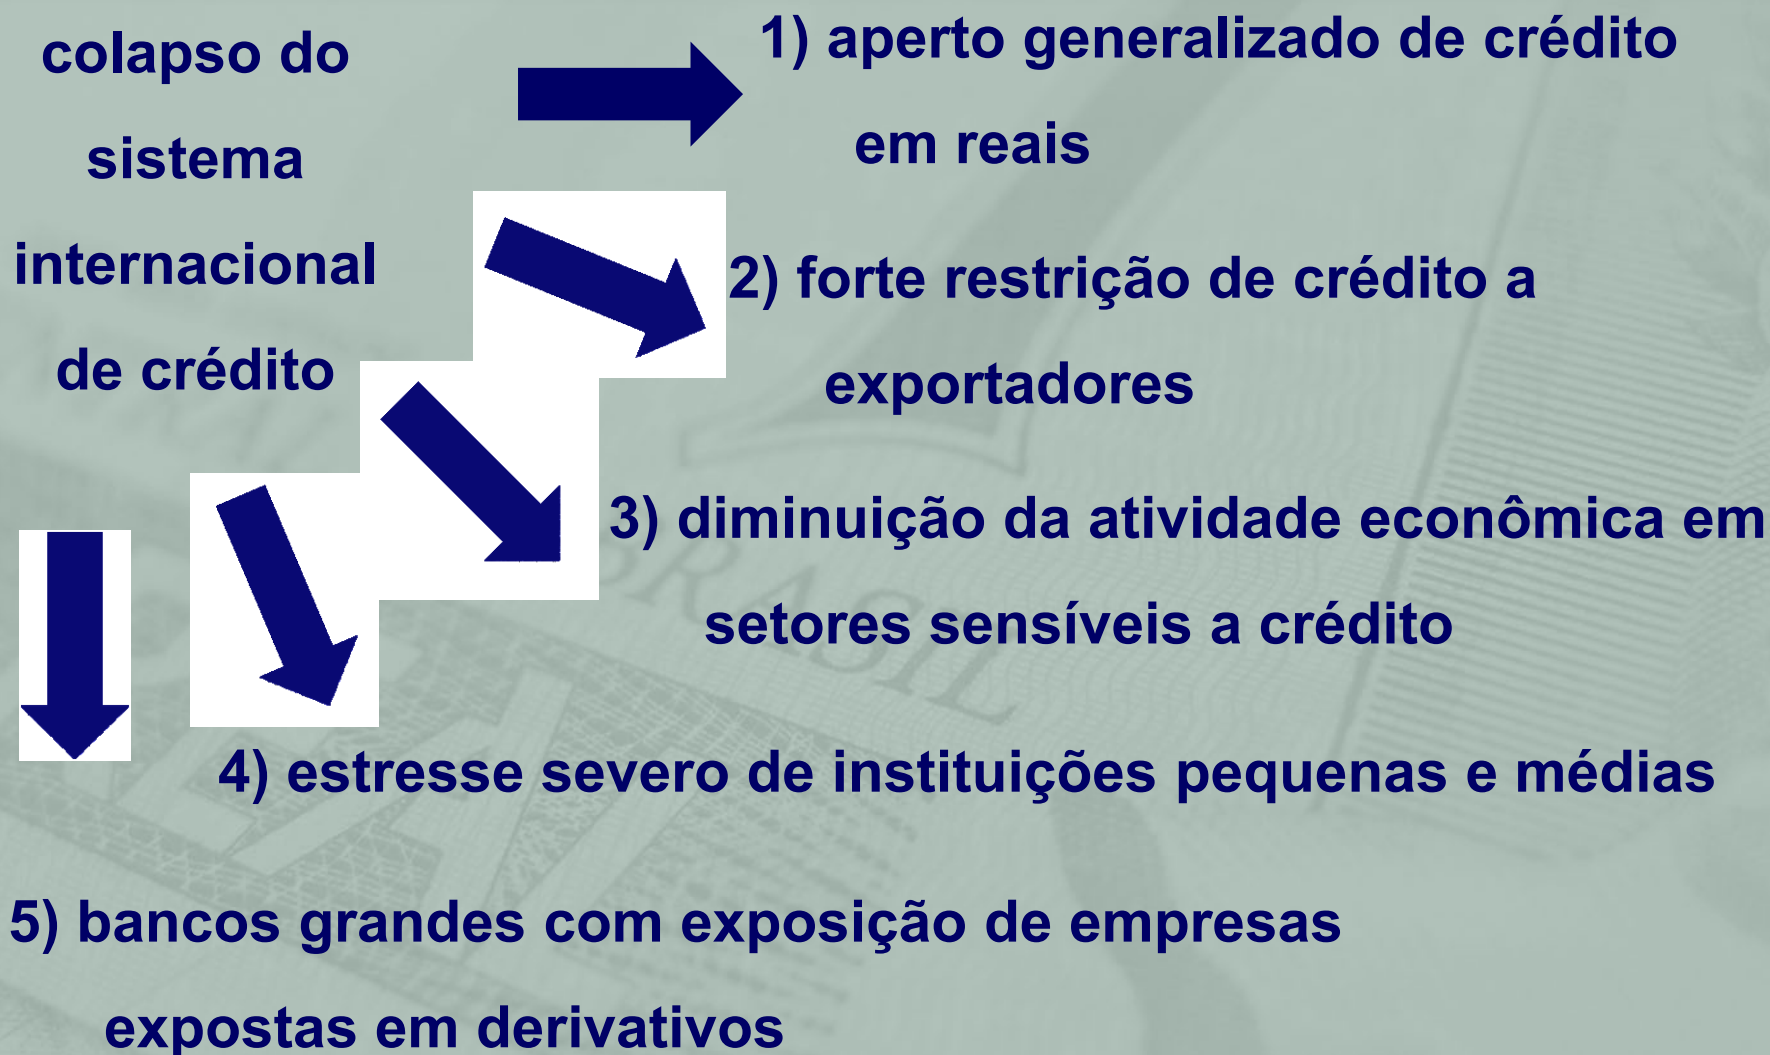 colapso do
sistema
internacional
de crédito
1) aperto generalizado de crédito
em reais
2) forte restrição de crédito a
exportadores
3) diminuição da atividade econômica em
setores sensíveis a crédito
4) estresse severo de instituições pequenas e médias
5) bancos grandes com exposição de empresas
expostas em derivativos
BRASIL
REAL